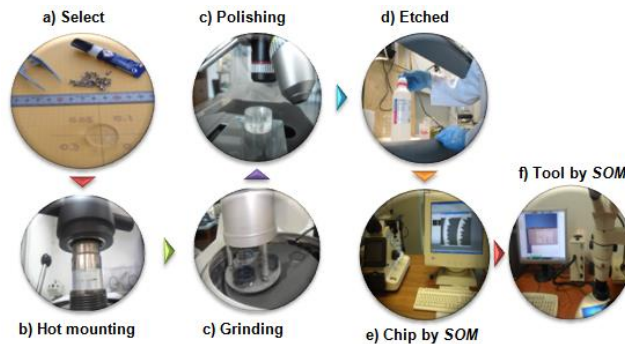 a) Select
c) Polishing
d) Etched
f) Tool by SOM
b) Hot mounting
c) Grinding
e) Chip by SOM